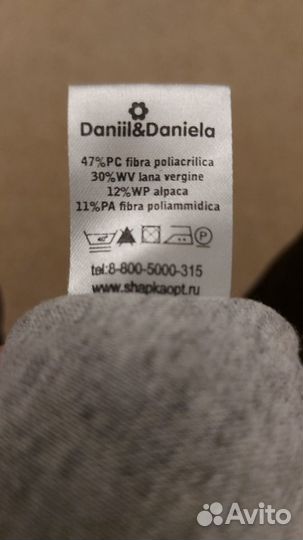 Daniil&Daniela
47%PC fibra poliacrilica
30%WV lana vergine
12%WP alpaca
11%PA fibra poliammidica
P
tel:8-800-5000-315
www.shapkaopt.ru
Avito